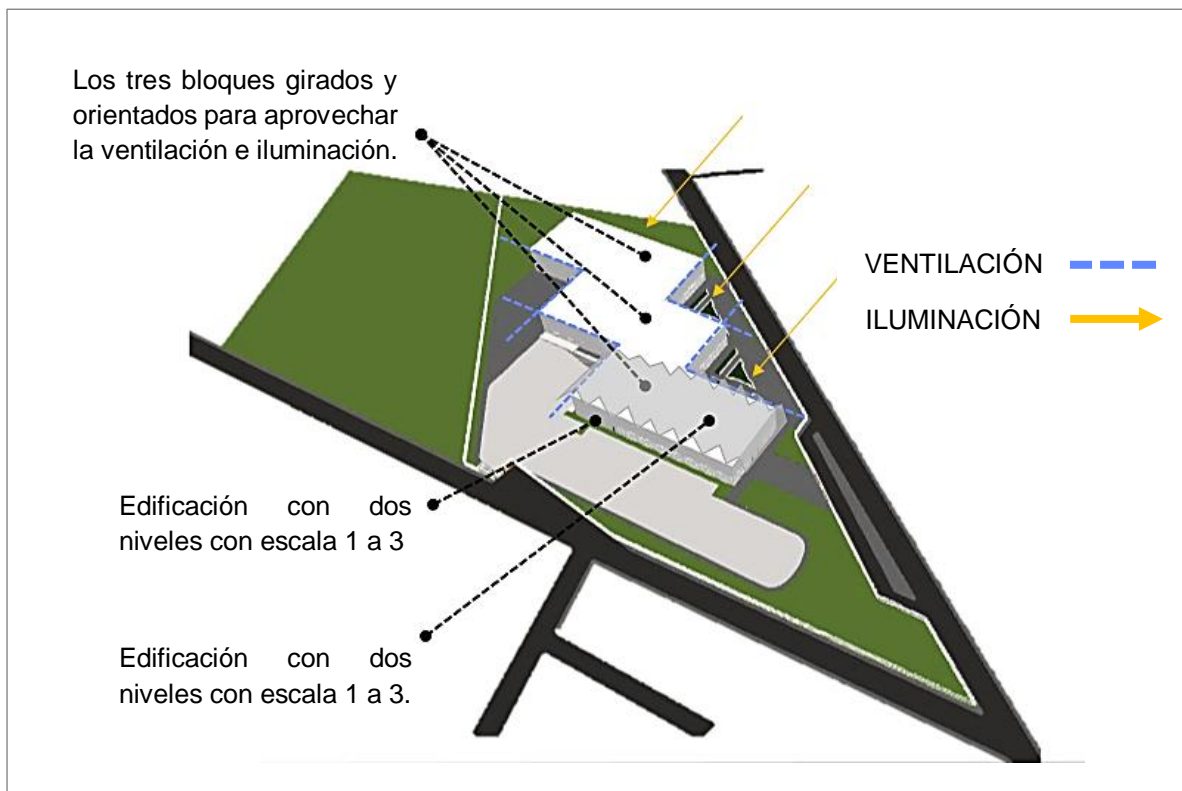 Los tres bloques girados y
orientados para aprovechar
la ventilación e iluminación.
VENTILACIÓN
ILUMINACIÓN
Edificación con dos
niveles con escala 1 a 3
Edificación con dos
niveles con escala 1 a 3.